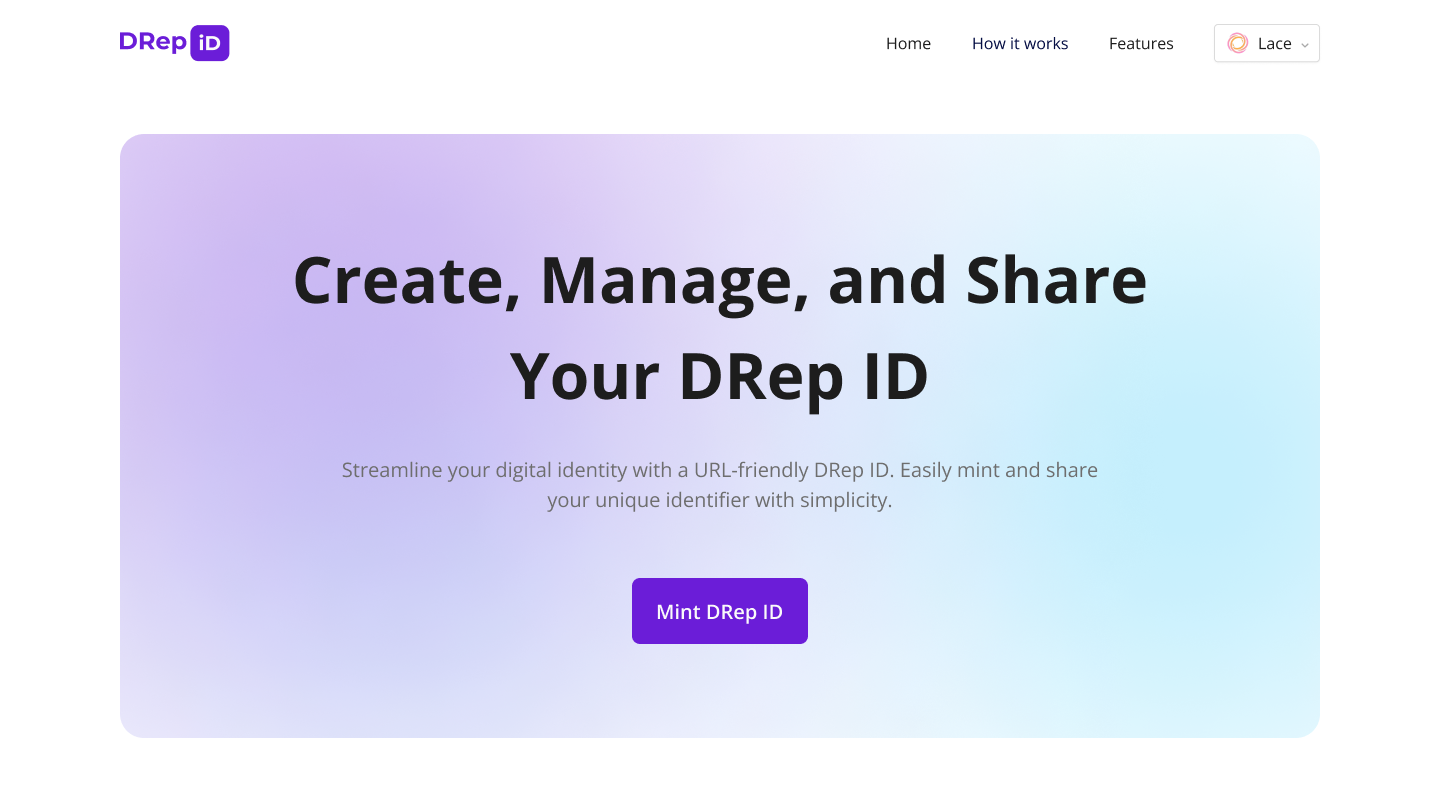 DRep iD
Home
How it works
Features
Lace
Create, Manage, and Share
Your DRep ID
Streamline your digital identity with a URL-friendly DRep ID. Easily mint and share
your unique identifier with simplicity.
Mint DRep ID